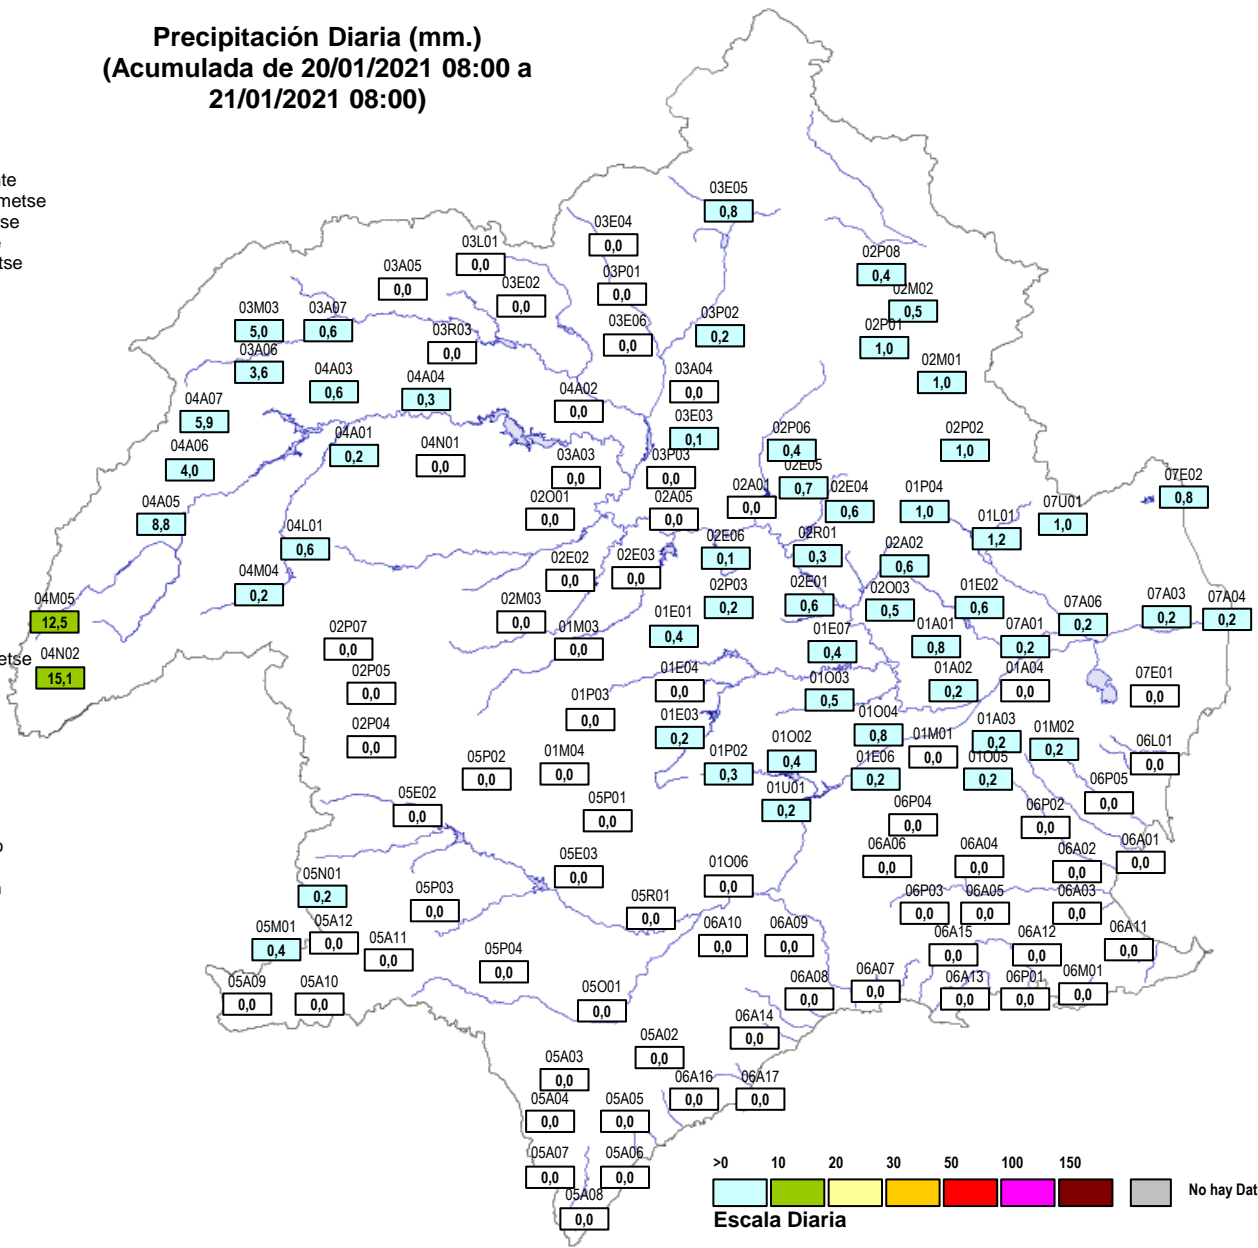 Precipitación Diaria (mm.)
(Acumulada de 20/01/2021 08:00 a
21/01/2021 08:00)
nte
metse
se
e
tse
etse
o
n
03E05
0,8
03E04
0,0
03L01
0,0
02P08
0,4
03A05
0,0
03P01
0,0
03E02
0,0
02M02
0,5
03M03
5,0
03A07
0,6
03R03
0,0
03E06
0,0
03P02
0,2
02P01
1,0
03A06
3,6
04A03
0,6
04A04
0,3
03A04
0,0
02M01
1,0
04A07
5,9
04A02
0,0
03E03
0,1
04A06
4,0
04A01
0,2
04N01
0,0
03A03
0,0
03P03
0,0
02P06
0,4
02P02
1,0
02E05
0,7
07E02
0,8
04A05
8,8
02O01
0,0
02A05
0,0
02A01
0,0
02E04
0,6
01P04
1,0
07U01
1,0
01L01
1,2
04L01
0,6
02E06
0,1
02R01
0,3
02A02
0,6
04M04
0,2
02E02
0,0
02E03
0,0
04M05
12,5
02M03
0,0
02P03
0,2
02E01
0,6
02O03
0,5
01E02
0,6
07A06
0,2
07A03
0,2
07A04
0,2
01E01
0,4
02P07
0,0
01M03
0,0
01E07
0,4
01A01
0,8
07A01
0,2
04N02
15,1
02P05
0,0
01E04
0,0
01O03
0,5
01A02
0,2
01A04
0,0
07E01
0,0
01P03
0,0
02P04
0,0
01E03
0,2
01O04
0,8
01A03
0,2
01M02
0,2
01M01
0,0
06L01
0,0
05P02
0,0
01M04
0,0
01P02
0,3
01O02
0,4
01E06
0,2
01O05
0,2
05E02
0,0
05P01
0,0
01U01
0,2
06P04
0,0
06P02
0,0
06P05
0,0
05E03
0,0
01O06
0,0
06A06
0,0
06A04
0,0
06A02
0,0
06A01
0,0
05N01
0,2
05P03
0,0
05R01
0,0
06P03
0,0
06A05
0,0
06A03
0,0
05M01
0,4
05A12
0,0
05A11
0,0
05P04
0,0
06A10
0,0
06A09
0,0
06A15
0,0
06A12
0,0
06A11
0,0
05A09
0,0
05A10
0,0
05O01
0,0
06A08
0,0
06A07
0,0
06A13
0,0
06P01
0,0
06M01
0,0
06A14
0,0
05A02
0,0
05A03
0,0
06A16
0,0
06A17
0,0
05A04
0,0
05A05
0,0
05A07
0,0
05A06
0,0
05A08
0,0
>0 10 20 30 50 100 150
No hay Dat
Escala Diaria